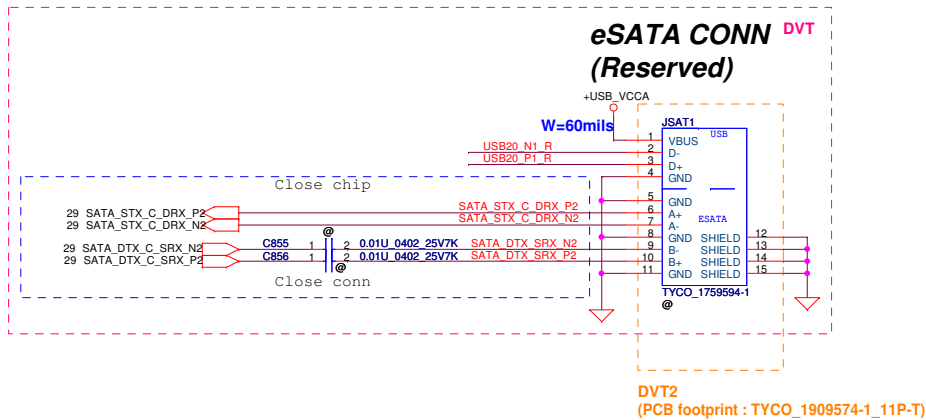 eSATA CONN DVT
(Reserved)
+USB_VCCA
W=60mils
JSAT1
USB
1 VBUS
USB20_N1_R 2 D-
USB20_P1_R 3 D+
4 GND
Close chip
5 GND
29 SATA_STX_C_DRX_P2 SATA_STX_C_DRX_P2 6 A+
ESATA
29 SATA_STX_C_DRX_N2 SATA_STX_C_DRX_N2 7 A-
@
8 GND SHIELD 12
29 SATA_DTX_C_SRX_N2 C855 1 2 0.01U_0402_25V7K SATA_DTX_SRX_N2 9 B- SHIELD 13
29 SATA_DTX_C_SRX_P2 C856 1 2 0.01U_0402_25V7K SATA_DTX_SRX_P2 10 B+ SHIELD 14
@
11 GND SHIELD 15
Close conn
TYCO_1759594-1
@
DVT2
(PCB footprint : TYCO_1909574-1_11P-T)